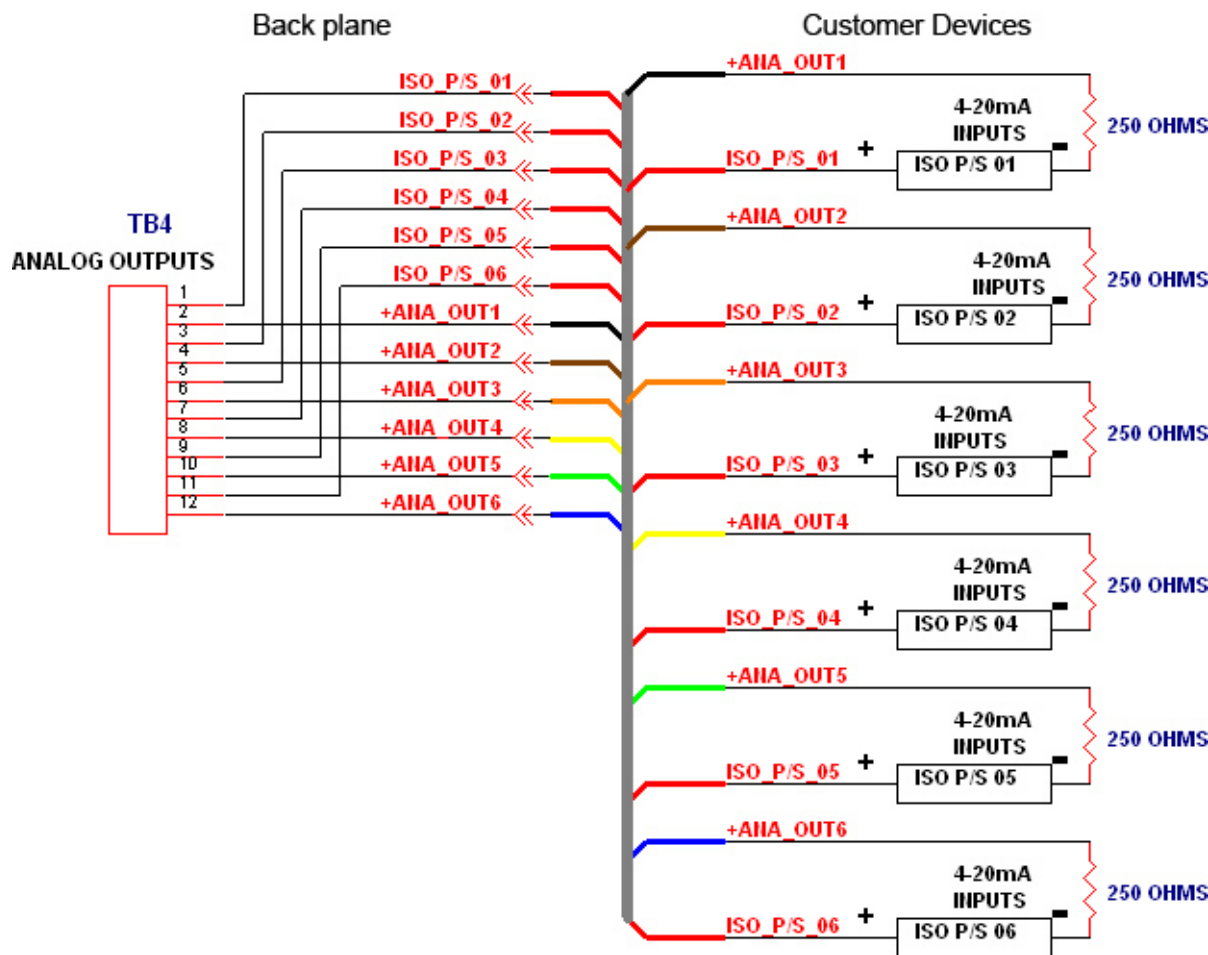 Back plane
Customer Devices
ISO_P/S_01
ISO_P/S_02
ISO_P/S_03
ISO_P/S_04
ISO_P/S_05
ISO_P/S_06
+ANA_OUT1
+ANA_OUT2
+ANA_OUT3
+ANA_OUT4
+ANA_OUT5
+ANA_OUT6
TB4
ANALOG OUTPUTS
1
2
3
4
5
6
7
8
9
10
11
12
+ANA_OUT1
4-20mA
INPUTS
250 OHMS
ISO_P/S_01
+
ISO P/S 01
-
+ANA_OUT2
4-20mA
INPUTS
250 OHMS
ISO_P/S_02
+
ISO P/S 02
-
+ANA_OUT3
4-20mA
INPUTS
250 OHMS
ISO_P/S_03
+
ISO P/S 03
-
+ANA_OUT4
4-20mA
INPUTS
250 OHMS
ISO_P/S_04
+
ISO P/S 04
-
+ANA_OUT5
4-20mA
INPUTS
250 OHMS
ISO_P/S_05
+
ISO P/S 05
-
+ANA_OUT6
4-20mA
INPUTS
250 OHMS
ISO_P/S_06
+
ISO P/S 06
-